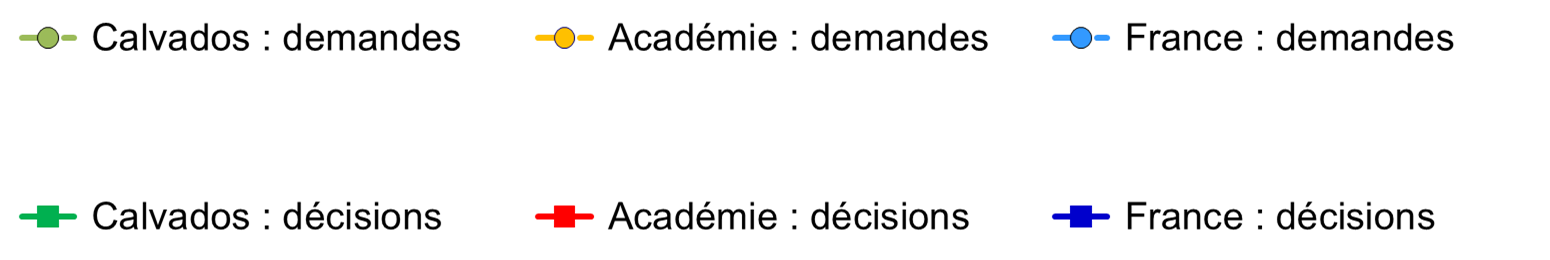 Calvados : demandes Académie : demandes France : demandes
Calvados : décisions Académie : décisions France : décisions